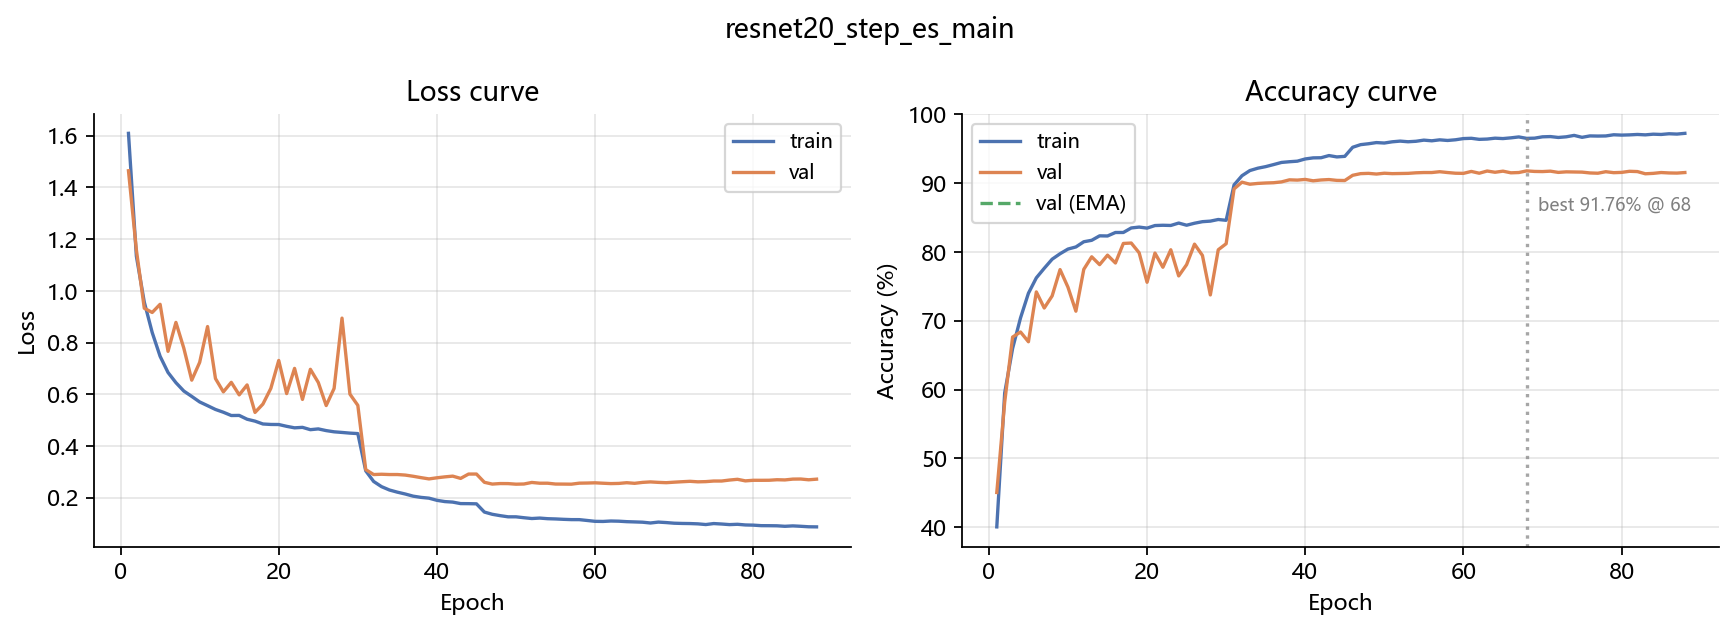 resnet20_step_es_main
Loss curve
1.6
1.4
1.2
1.0
0.8
0.6
0.4
0.2
Loss
0
20
40
60
80
Epoch
train
val
Accuracy curve
100
90
80
70
60
50
40
Accuracy (%)
0
20
40
60
80
Epoch
train
val
val (EMA)
best 91.76% @ 68